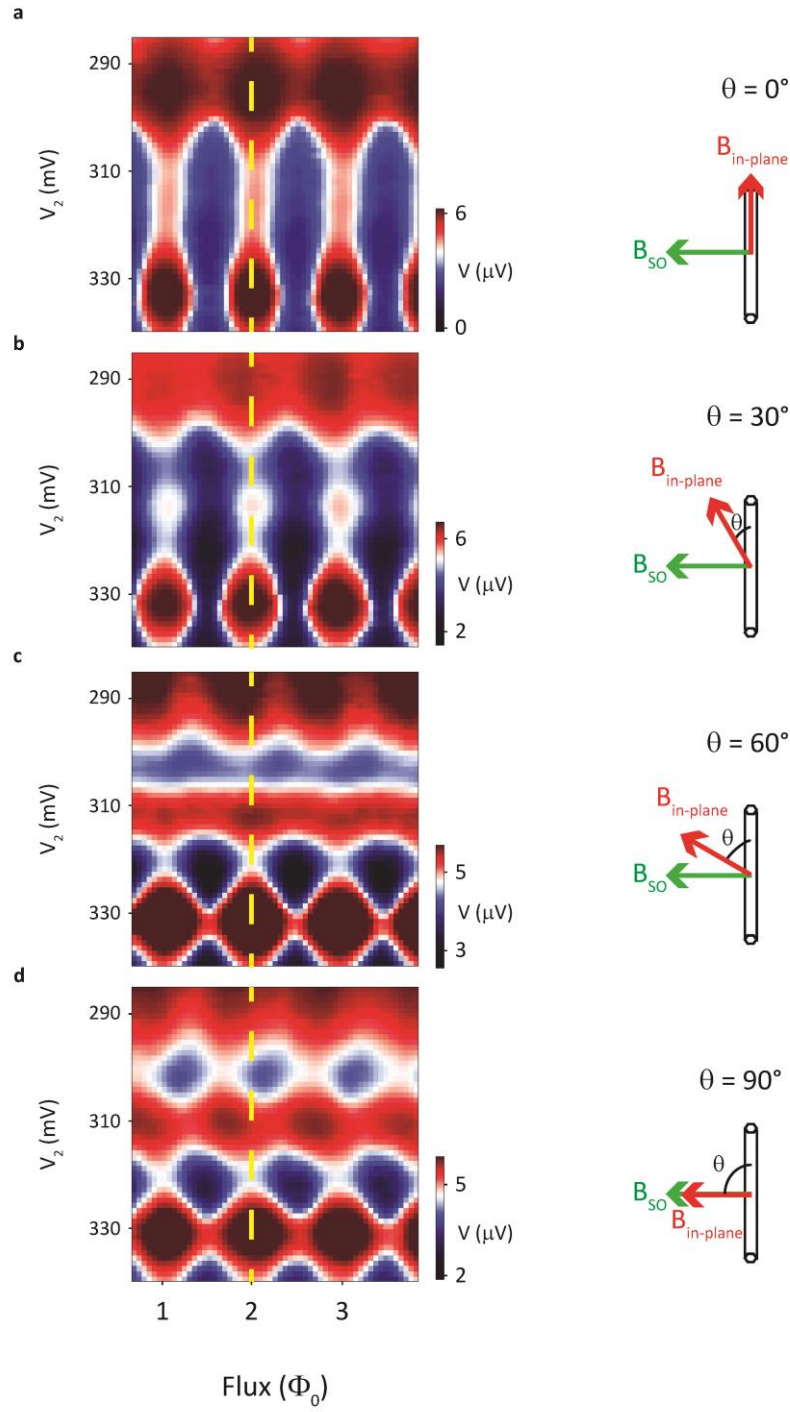 a
290
310
330
V2 (mV)
6
V (μV)
0
θ = 0°
Bin-plane
BSO
b
290
310
330
V2 (mV)
6
V (μV)
2
θ = 30°
Bin-plane
θ
BSO
c
290
310
330
V2 (mV)
5
V (μV)
3
θ = 60°
Bin-plane
θ
BSO
d
290
310
330
V2 (mV)
5
V (μV)
2
θ = 90°
θ
BSO
Bin-plane
1 2 3
Flux (Φ0)